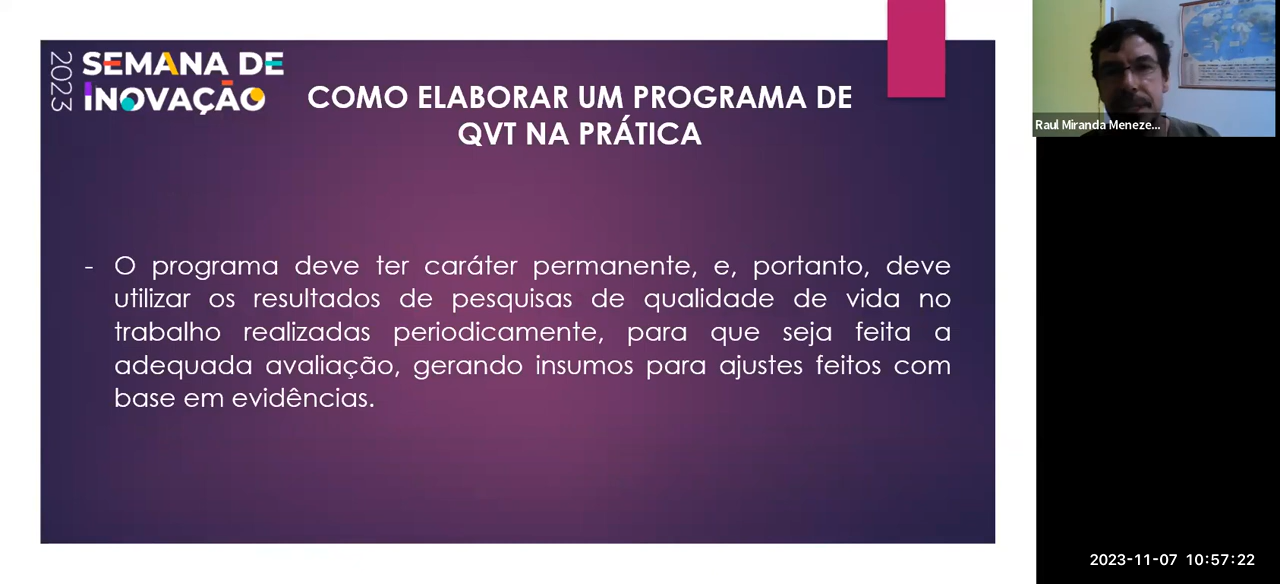 2023
SEMANA DE
INOVAÇÃO
COMO ELABORAR UM PROGRAMA DE
QVT NA PRÁTICA
- O programa deve ter caráter permanente, e, portanto, deve
utilizar os resultados de pesquisas de qualidade de vida no
trabalho realizadas periodicamente, para que seja feita a
adequada avaliação, gerando insumos para ajustes feitos com
base em evidências.
Raul Miranda Meneze...
2023-11-07 10:57:22